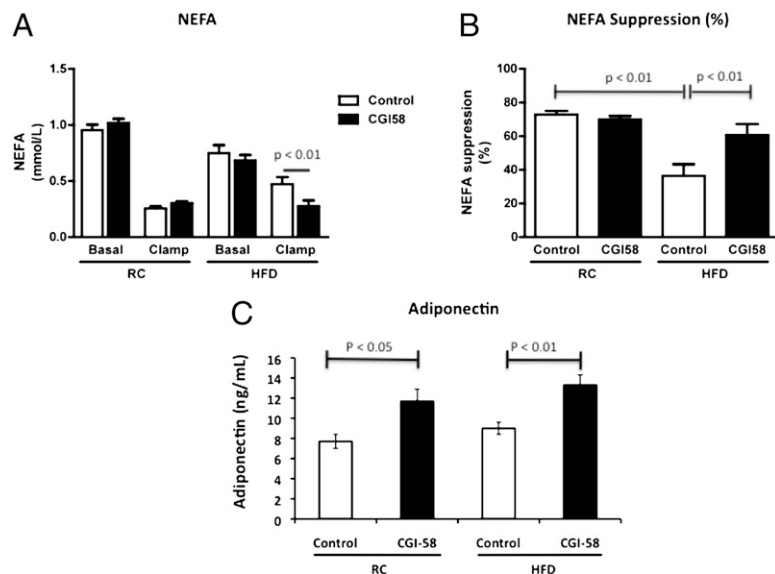 A
NEFA
1.5
1.0
0.5
0.0
NEFA
(mmol/L)
Control
CGI58
p < 0.01
Basal
Clamp
Basal
Clamp
RC
HFD
B
NEFA Suppression (%)
100
80
60
40
20
0
NEFA suppression
(%)
p < 0.01
p < 0.01
Control
CGI58
Control
CGI58
RC
HFD
C
Adiponectin
P < 0.05
P < 0.01
16
14
12
10
8
6
4
2
0
Adiponectin (ng/mL)
Control
CGI-58
Control
CGI-58
RC
HFD